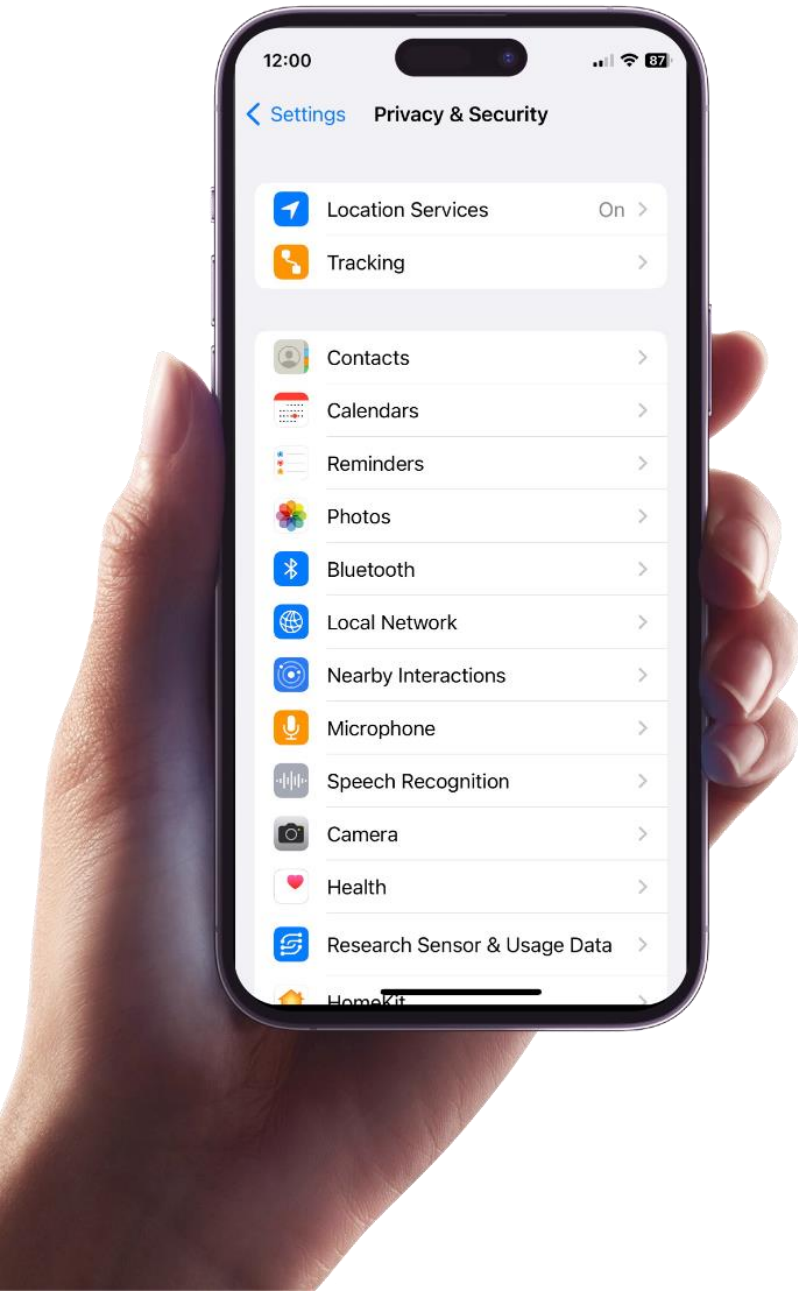 12:00
87
Settings
Privacy & Security
Location Services
On
Tracking
Contacts
Calendars
Reminders
Photos
Bluetooth
Local Network
Nearby Interactions
Microphone
Speech Recognition
Camera
Health
Research Sensor & Usage Data
HomeKit